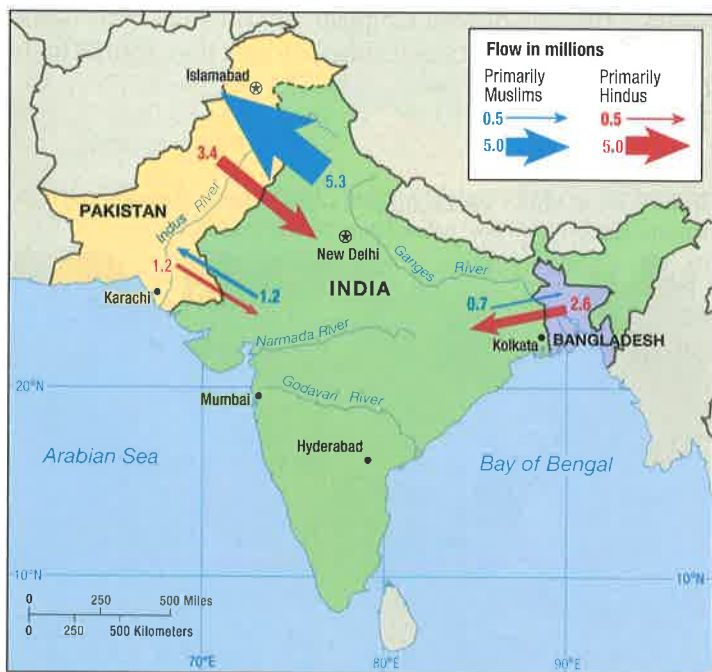 Flow in millions
Primarily
Muslims
Primarily
Hindus
0.5
0.5
5.0
5.0
Islamabad
3.4
5.3
PAKISTAN
Indus River
New Delhi
Ganges River
1.2
1.2
INDIA
0.7
2.6
Karachi
Narmada River
Kolkata
BANGLADESH
20°N
Mumbai
Godavari River
Hyderabad
Arabian Sea
Bay of Bengal
10°N
10°N
0 250 500 Miles
0 250 500 Kilometers
70°E
80°E
90°E